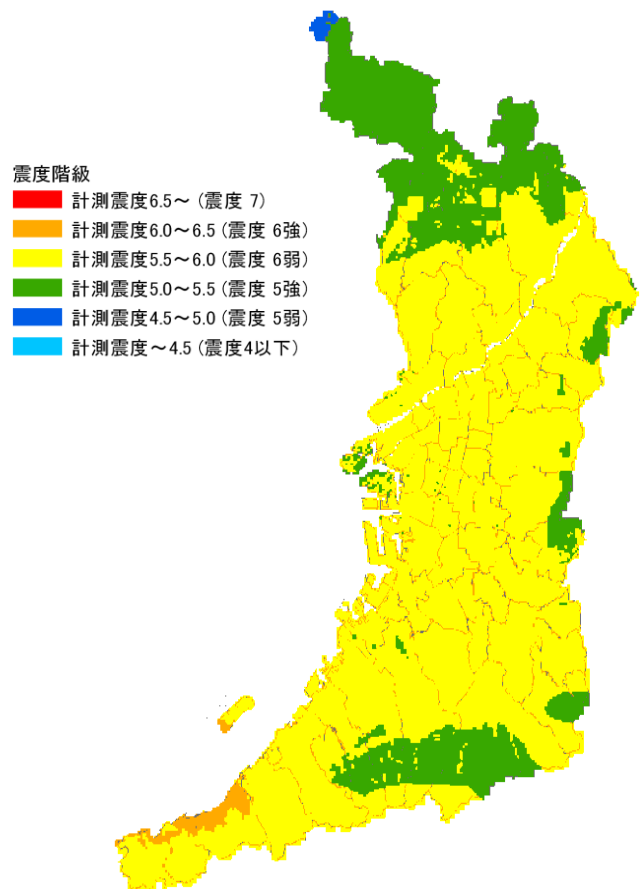 震度階級
計測震度6.5～ (震度 7)
計測震度6.0～6.5 (震度 6強)
計測震度5.5～6.0 (震度 6弱)
計測震度5.0～5.5 (震度 5強)
計測震度4.5～5.0 (震度 5弱)
計測震度～4.5 (震度4以下)